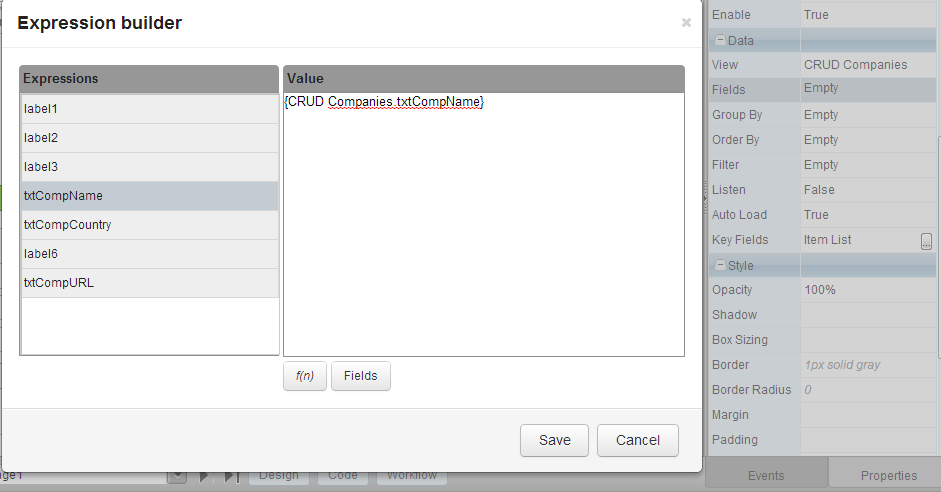 Expression builder
×
Expressions
Value
label1
label2
label3
txtCompName
txtCompCountry
label6
txtCompURL
{CRUD Companies.txtCompName}
f(n)
Fields
Save
Cancel
Enable True
Data
View CRUD Companies
Fields Empty
Group By Empty
Order By Empty
Filter Empty
Listen False
Auto Load True
Key Fields Item List ...
Style
Opacity 100%
Shadow
Box Sizing
Border 1px solid gray
Border Radius 0
Margin
Padding
age1
Design
Code
Workflow
Events
Properties